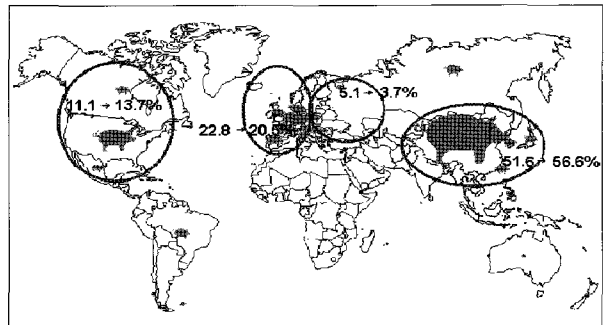 5.1 → 3.7%
11.1 → 13.7%
22.8 → 20.5%
51.6 → 56.6%